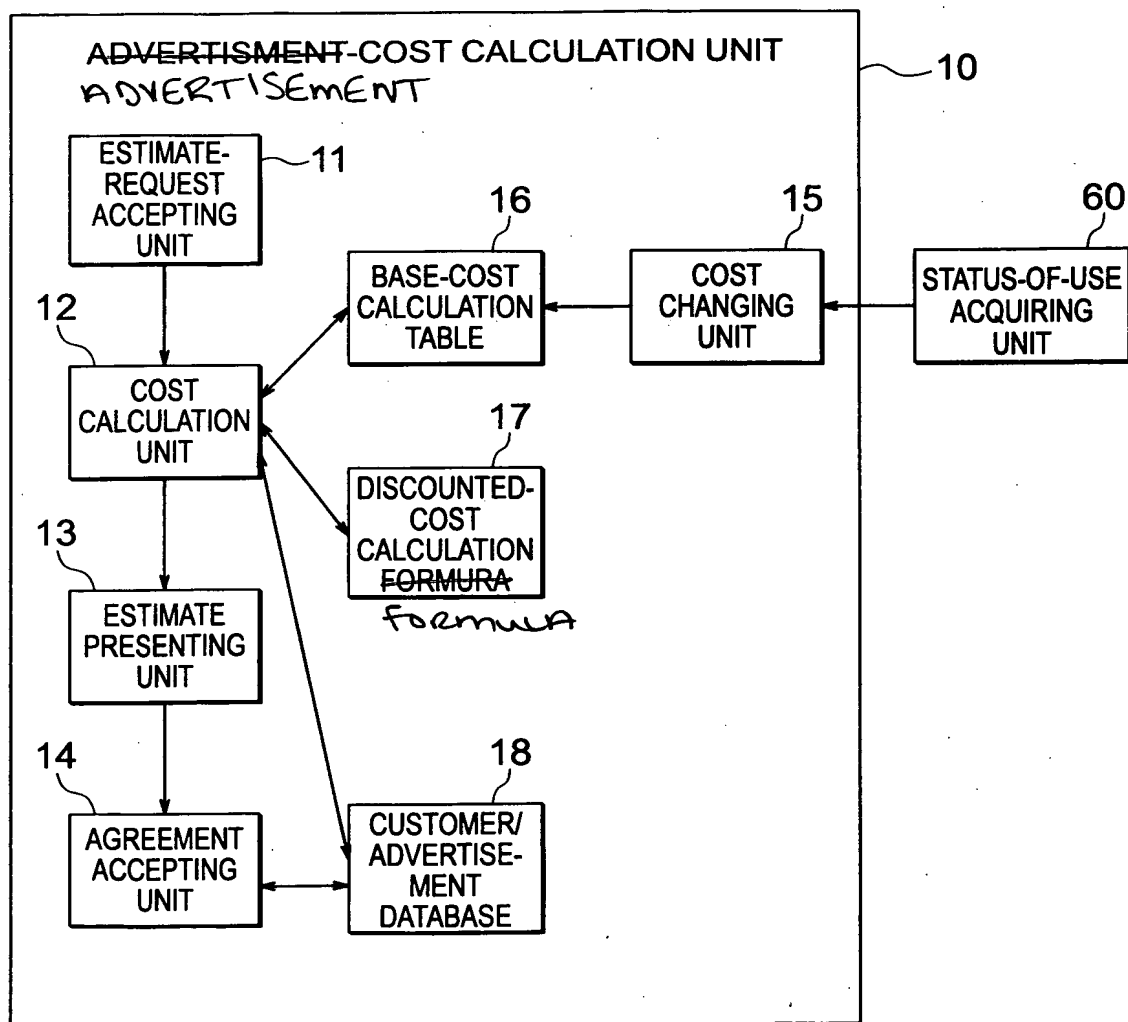 ADVERTISMENT-COST CALCULATION UNIT
ADVERTISEMENT
10
ESTIMATE-
REQUEST
ACCEPTING
UNIT
11
16
15
60
BASE-COST
CALCULATION
TABLE
COST
CHANGING
UNIT
STATUS-OF-USE
ACQUIRING
UNIT
12
COST
CALCULATION
UNIT
17
DISCOUNTED-
COST
CALCULATION
FORMURA
FORMULA
13
ESTIMATE
PRESENTING
UNIT
14
AGREEMENT
ACCEPTING
UNIT
18
CUSTOMER/
ADVERTISE-
MENT
DATABASE